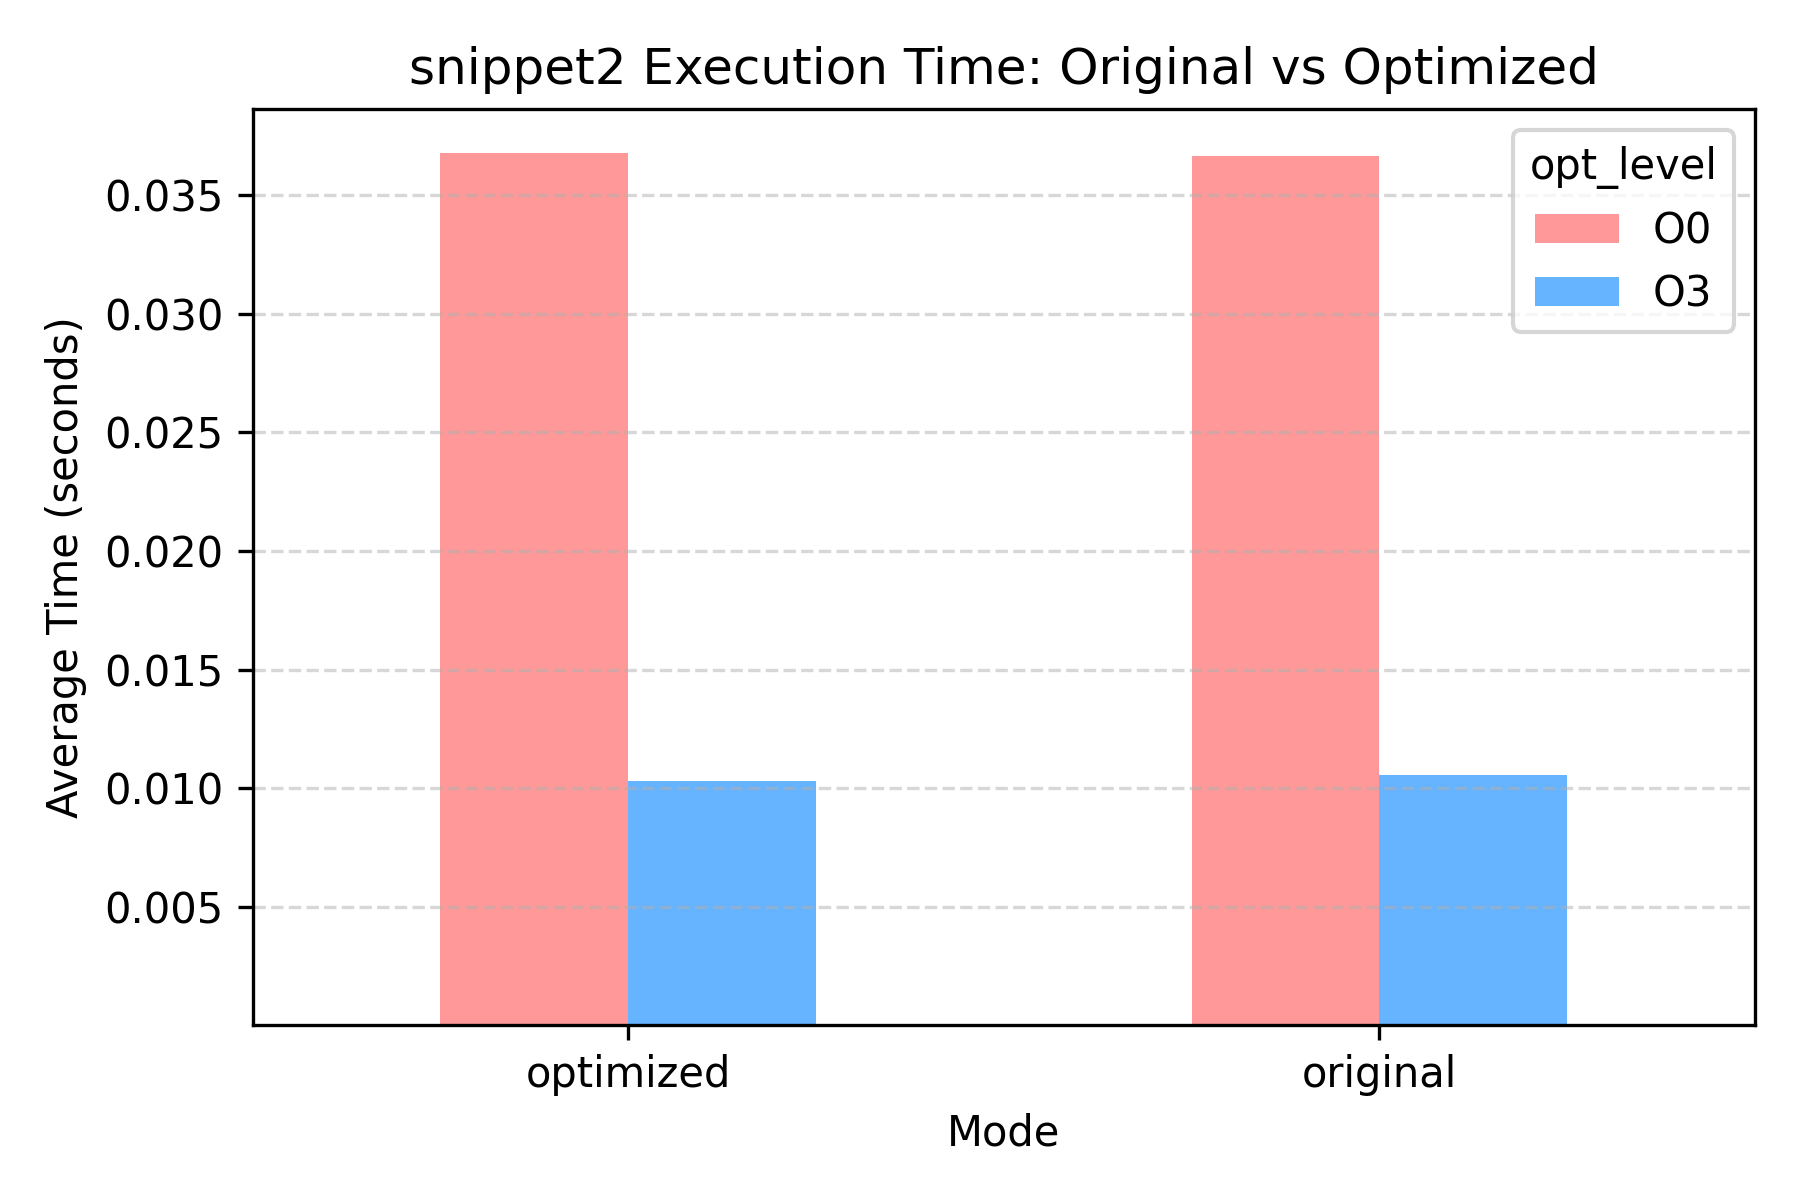 snippet2 Execution Time: Original vs Optimized
opt_level
O0
O3
Average Time (seconds)
0.035
0.030
0.025
0.020
0.015
0.010
0.005
optimized
original
Mode